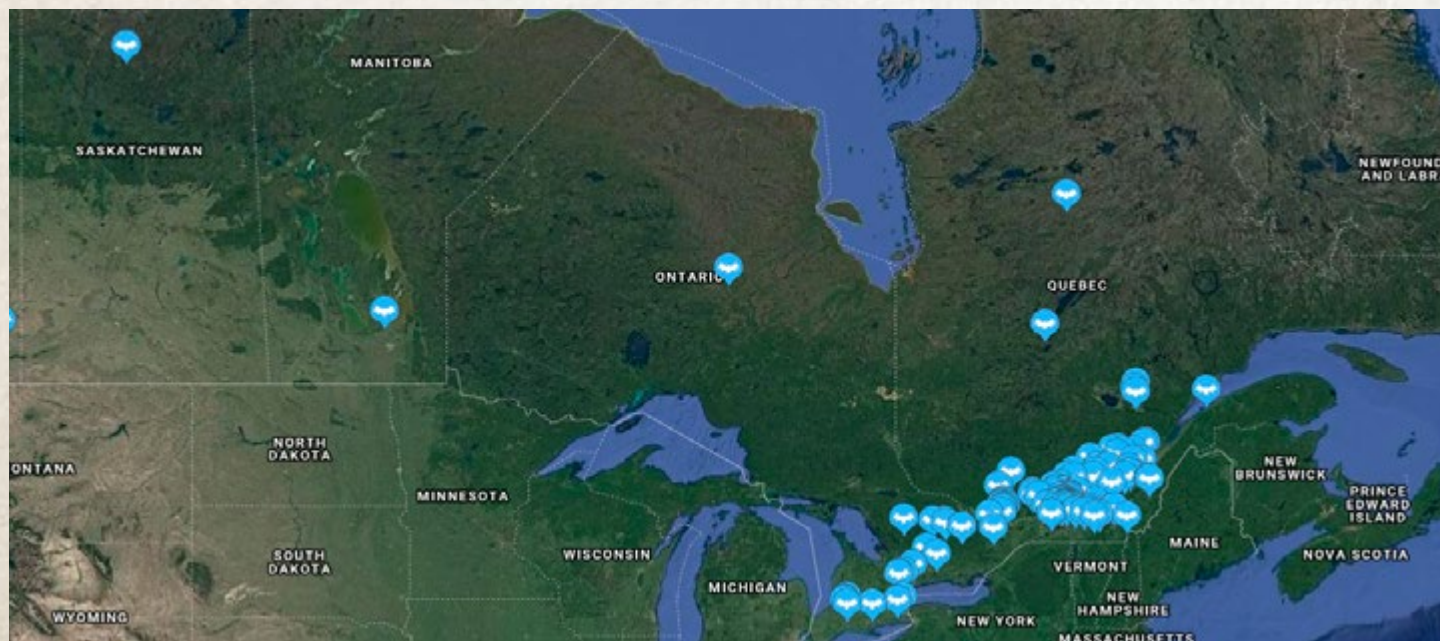 MANITOBA
SASKATCHEWAN
NEWFOUND
AND LABR
ONTARIO
QUEBEC
NORTH
DAKOTA
ONTANA
MINNESOTA
NEW
BRUNSWICK
PRINCE
EDWARD
ISLAND
SOUTH
DAKOTA
WISCONSIN
MICHIGAN
VERMONT
MAINE
NOVA SCOTIA
WYOMING
NEW
HAMPSHIRE
NEW YORK
MASSACHUSETTS